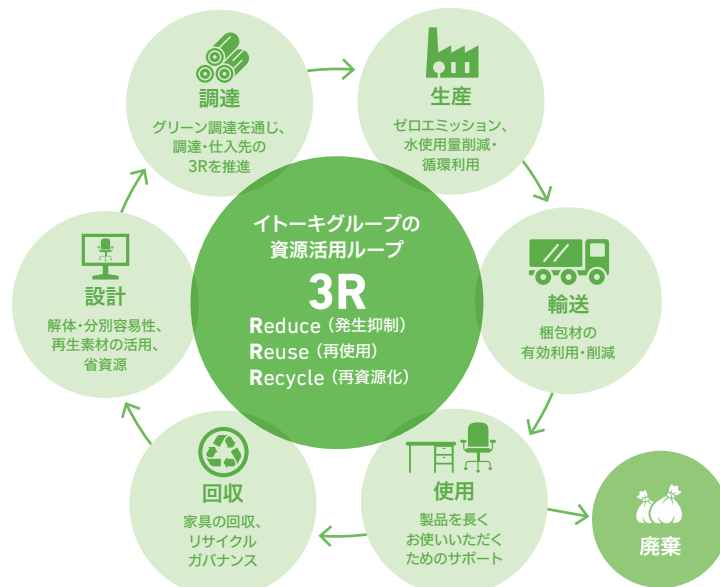 調達
グリーン調達を通じ、
調達・仕入先の
3Rを推進
生産
ゼロエミッション、
水使用量削減・
循環利用
イトーキグループの
資源活用ループ
3R
Reduce（発生抑制）
Reuse（再使用）
Recycle（再資源化）
設計
解体・分別容易性、
再生素材の活用、
省資源
輸送
梱包材の
有効利用・削減
回収
家具の回収、
リサイクル
ガバナンス
使用
製品を長く
お使いいただく
ためのサポート
廃棄